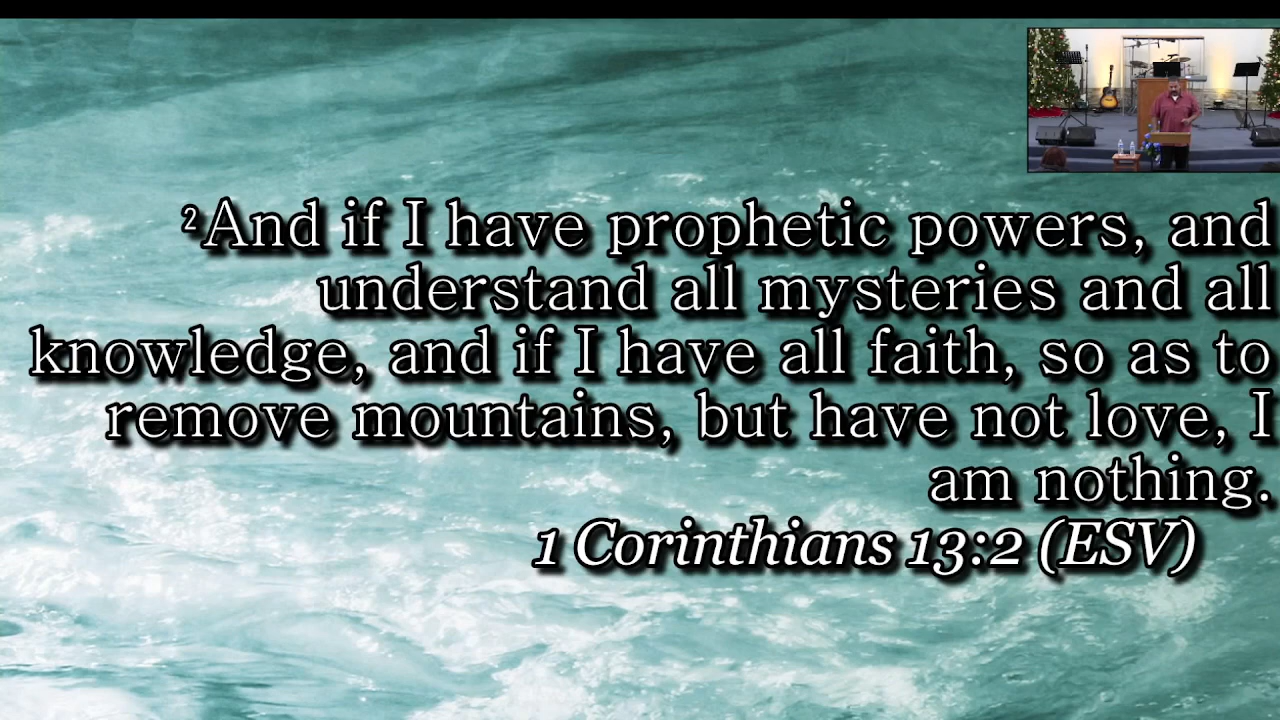 ²And if I have prophetic powers, and
understand all mysteries and all
knowledge, and if I have all faith, so as to
remove mountains, but have not love, I
am nothing.
1 Corinthians 13:2 (ESV)